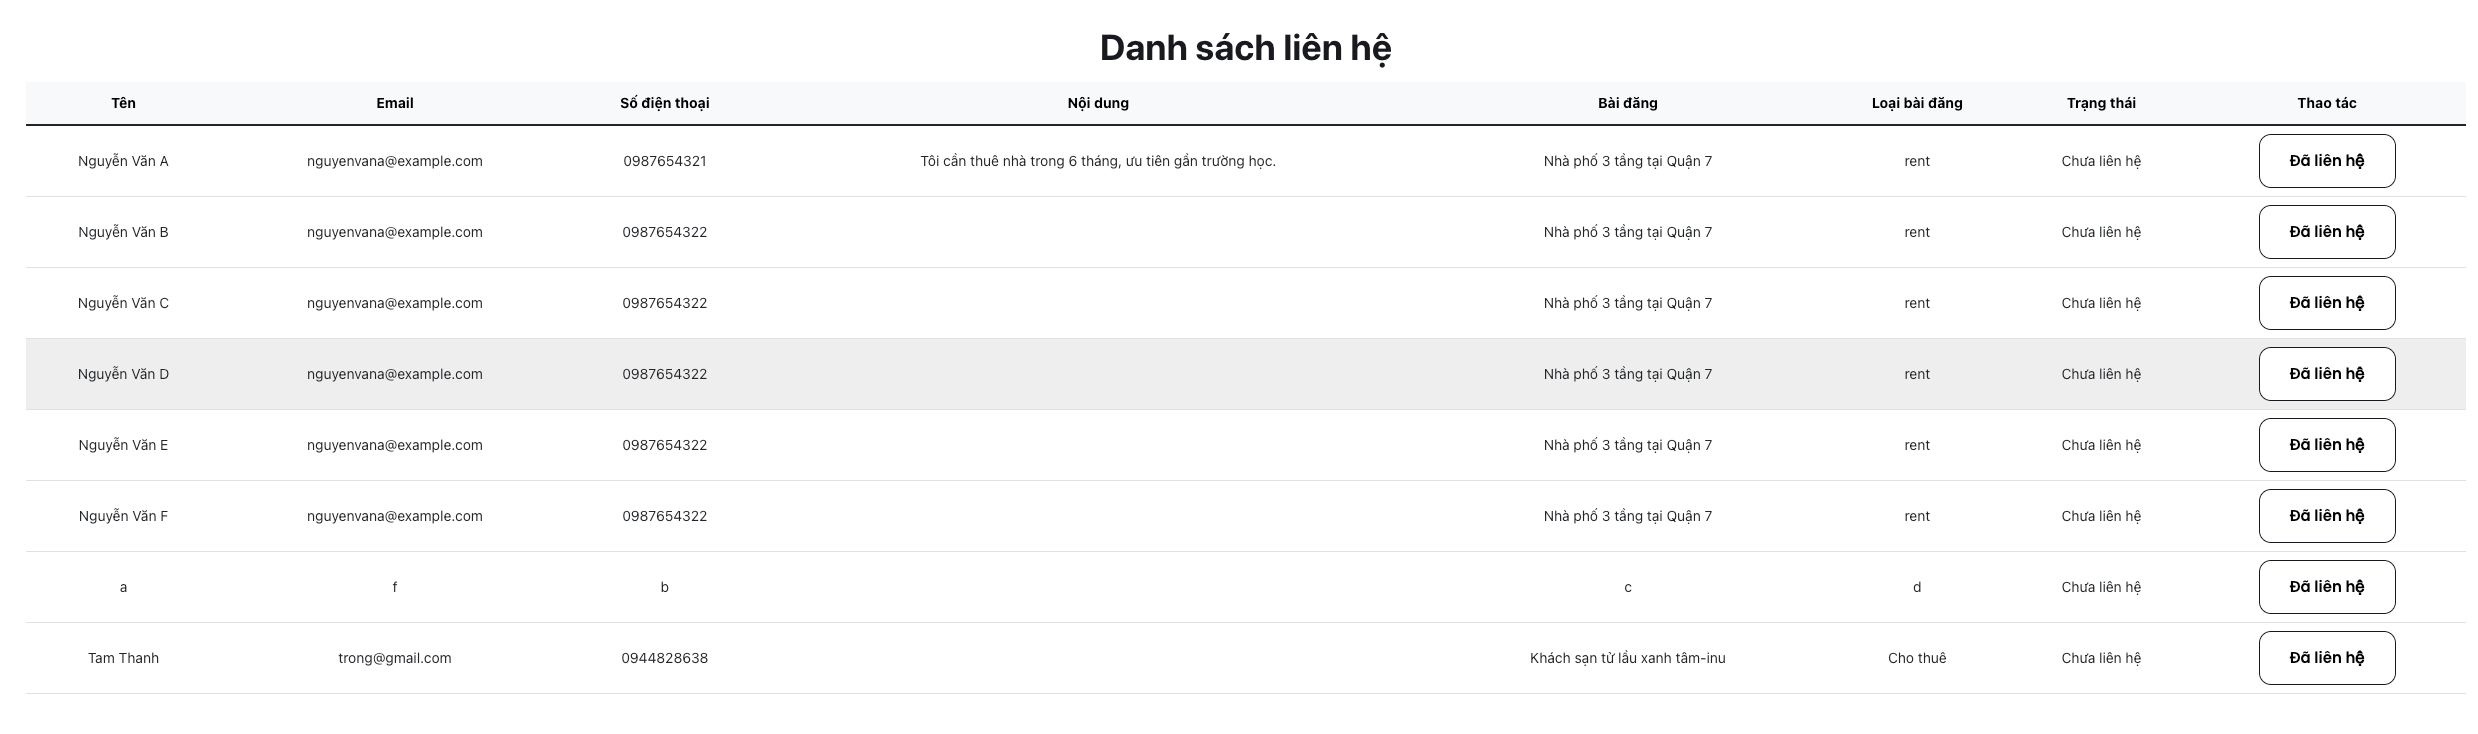 Danh sách liên hệ
Tên Email Số điện thoại Nội dung Bài đăng Loại bài đăng Trạng thái Thao tác
Nguyễn Văn A nguyenvana@example.com 0987654321 Tôi cần thuê nhà trong 6 tháng, ưu tiên gần trường học. Nhà phố 3 tầng tại Quận 7 rent Chưa liên hệ Đã liên hệ
Nguyễn Văn B nguyenvana@example.com 0987654322 Nhà phố 3 tầng tại Quận 7 rent Chưa liên hệ Đã liên hệ
Nguyễn Văn C nguyenvana@example.com 0987654322 Nhà phố 3 tầng tại Quận 7 rent Chưa liên hệ Đã liên hệ
Nguyễn Văn D nguyenvana@example.com 0987654322 Nhà phố 3 tầng tại Quận 7 rent Chưa liên hệ Đã liên hệ
Nguyễn Văn E nguyenvana@example.com 0987654322 Nhà phố 3 tầng tại Quận 7 rent Chưa liên hệ Đã liên hệ
Nguyễn Văn F nguyenvana@example.com 0987654322 Nhà phố 3 tầng tại Quận 7 rent Chưa liên hệ Đã liên hệ
a f b c d Chưa liên hệ Đã liên hệ
Tam Thanh trong@gmail.com 0944828638 Khách sạn tử lầu xanh tâm-inu Cho thuê Chưa liên hệ Đã liên hệ